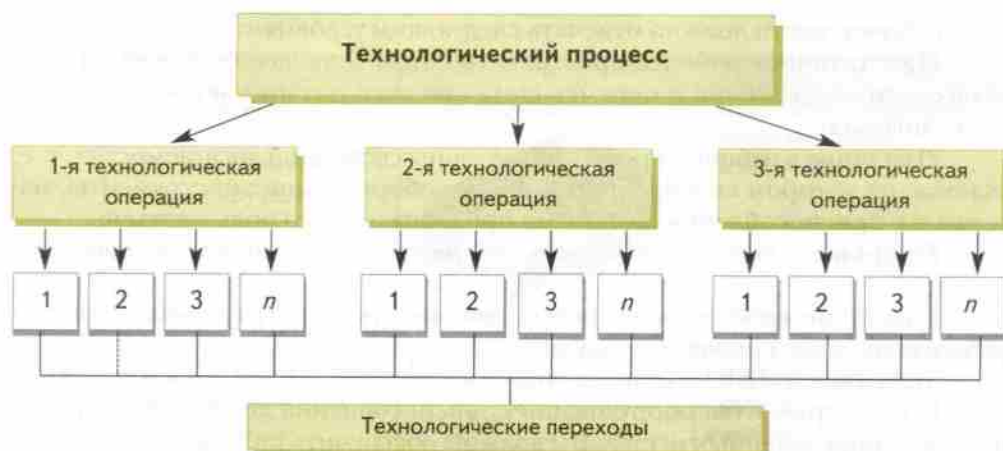 Технологический процесс
1-я технологическая
операция
2-я технологическая
операция
3-я технологическая
операция
1 2 3 n 1 2 3 n 1 2 3 n
Технологические переходы